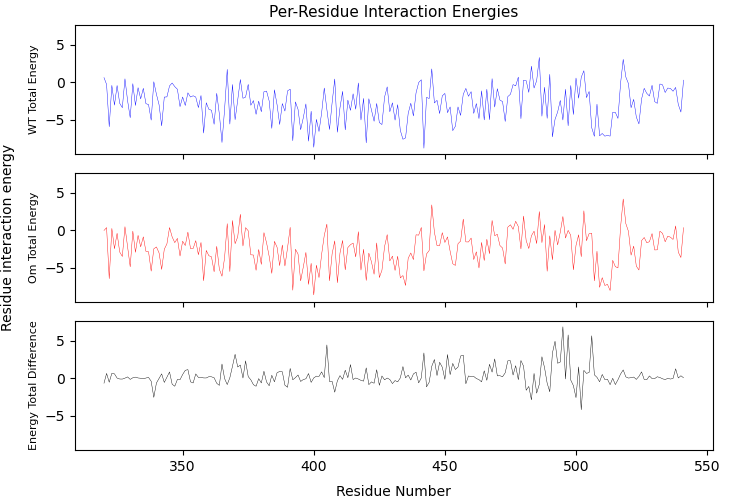 Per-Residue Interaction Energies
Residue interaction energy
WT Total Energy
5
0
−5
Om Total Energy
5
0
−5
Energy Total Difference
5
0
−5
350 400 450 500 550
Residue Number